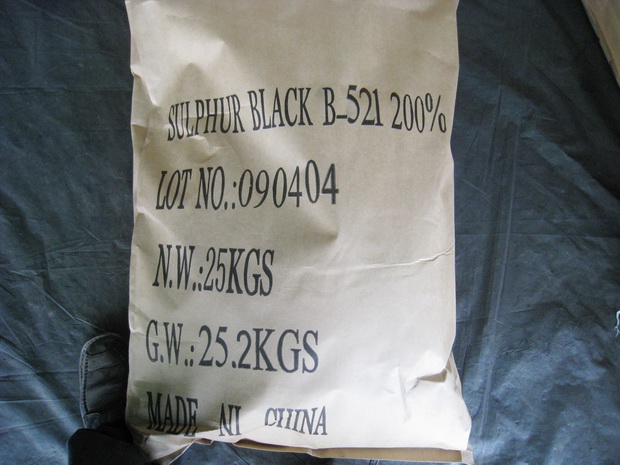 SULPHUR BLACK B-521 200%
LOT NO.:090404
N.W.:25KGS
G.W.:25.2KGS
MADE NI CHINA